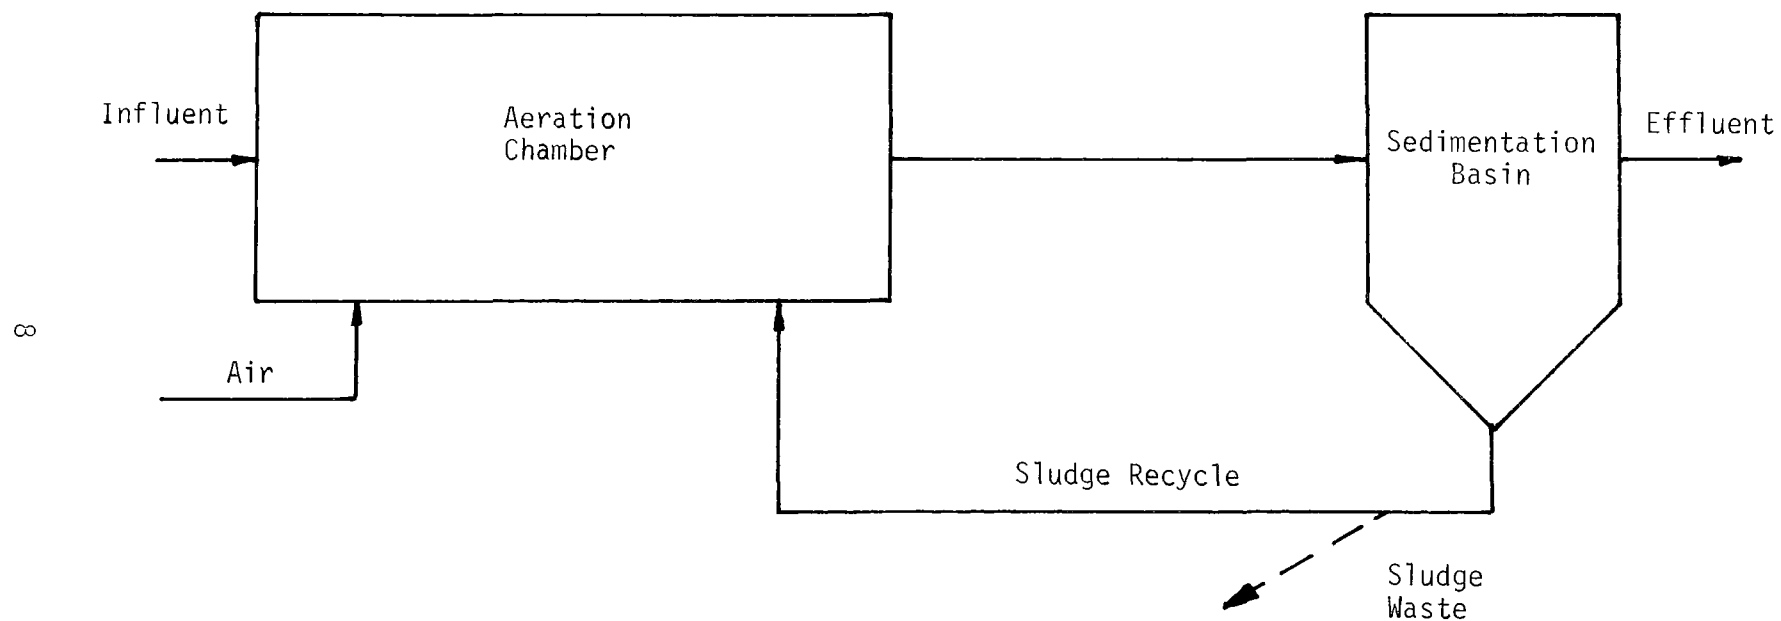 Influent
Aeration
Chamber
Sedimentation
Basin
Effluent
8
Air
Sludge Recycle
Sludge
Waste